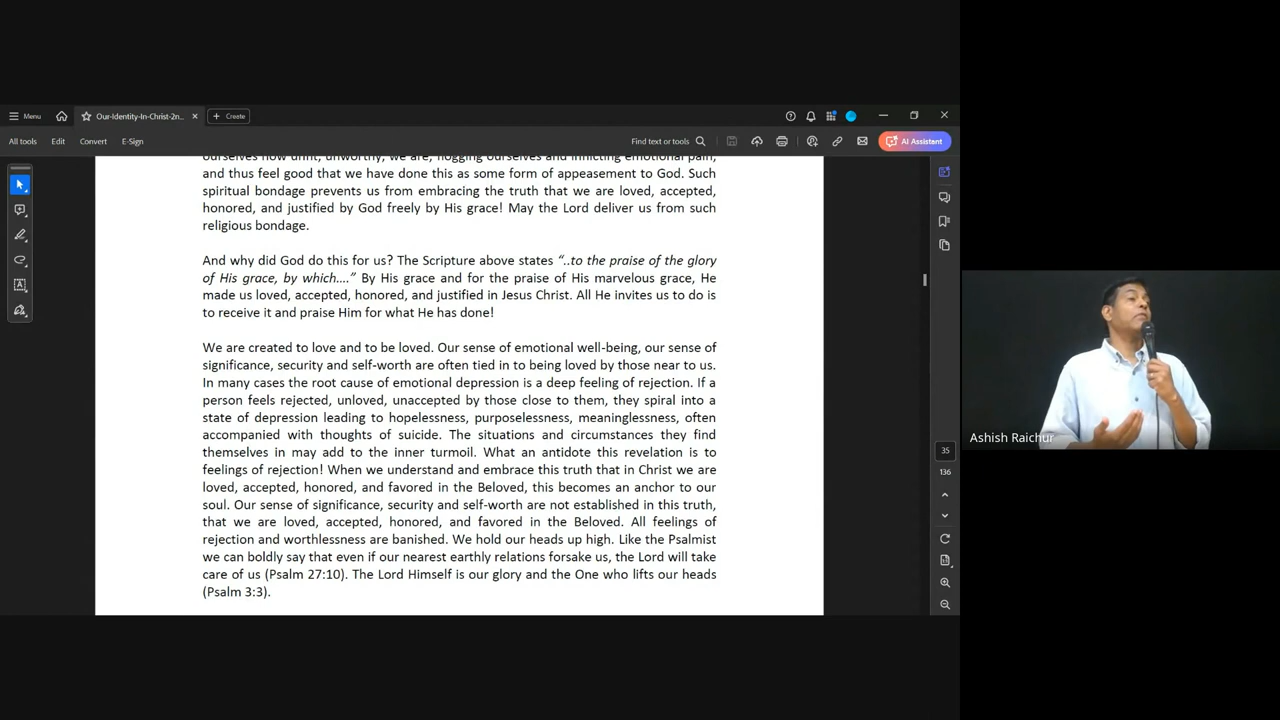 Menu
Our-Identity-In-Christ-2n...
Create
All tools
Edit
Convert
E-Sign
Find text or tools
AI Assistant
ourselves how unfit, unworthy, we are, flogging ourselves and inflicting emotional pain,
and thus feel good that we have done this as some form of appeasement to God. Such
spiritual bondage prevents us from embracing the truth that we are loved, accepted,
honored, and justified by God freely by His grace! May the Lord deliver us from such
religious bondage.
And why did God do this for us? The Scripture above states “..to the praise of the glory
of His grace, by which....” By His grace and for the praise of His marvelous grace, He
made us loved, accepted, honored, and justified in Jesus Christ. All He invites us to do is
to receive it and praise Him for what He has done!
We are created to love and to be loved. Our sense of emotional well-being, our sense of
significance, security and self-worth are often tied in to being loved by those near to us.
In many cases the root cause of emotional depression is a deep feeling of rejection. If a
person feels rejected, unloved, unaccepted by those close to them, they spiral into a
state of depression leading to hopelessness, purposelessness, meaninglessness, often
accompanied with thoughts of suicide. The situations and circumstances they find
themselves in may add to the inner turmoil. What an antidote this revelation is to
feelings of rejection! When we understand and embrace this truth that in Christ we are
loved, accepted, honored, and favored in the Beloved, this becomes an anchor to our
soul. Our sense of significance, security and self-worth are not established in this truth,
that we are loved, accepted, honored, and favored in the Beloved. All feelings of
rejection and worthlessness are banished. We hold our heads up high. Like the Psalmist
we can boldly say that even if our nearest earthly relations forsake us, the Lord will take
care of us (Psalm 27:10). The Lord Himself is our glory and the One who lifts our heads
(Psalm 3:3).
35
136
Ashish Raichur